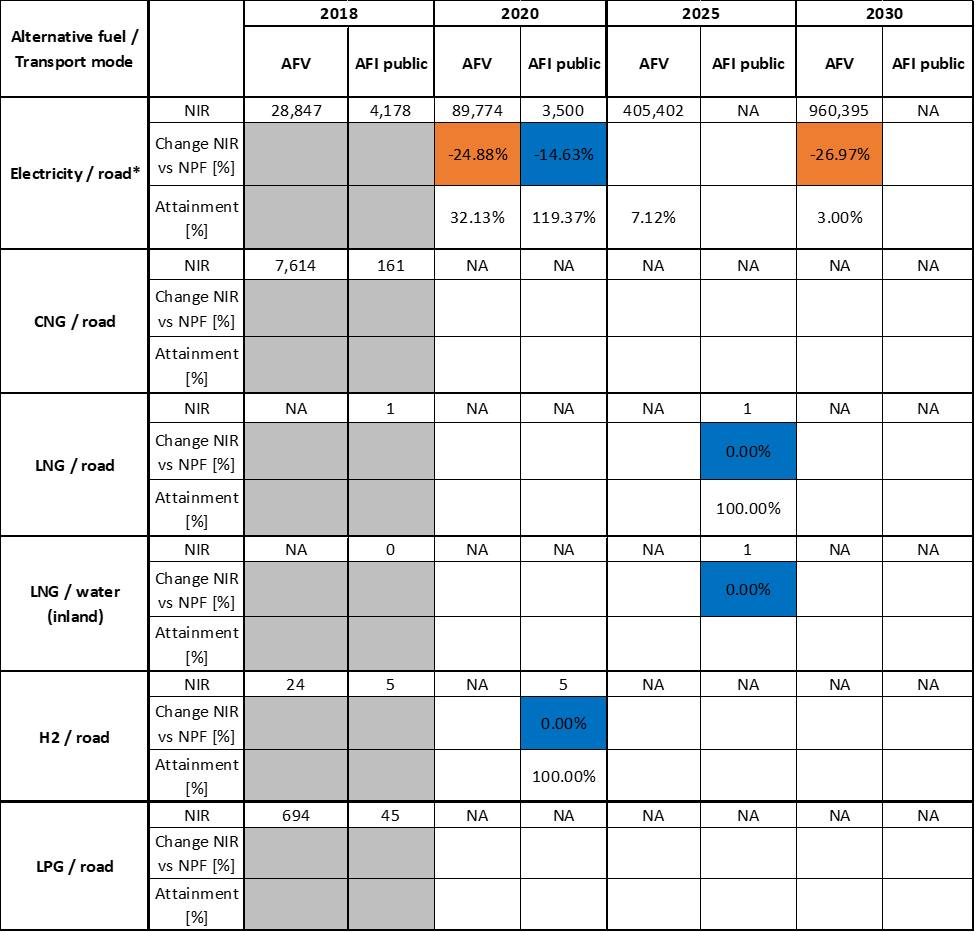 Alternative fuel /
Transport mode
2018 2020 2025 2030
AFV AFI public AFV AFI public AFV AFI public AFV AFI public
Electricity / road*
NIR 28,847 4,178 89,774 3,500 405,402 NA 960,395 NA
Change NIR
vs NPF [%]
-24.88% -14.63% -26.97%
Attainment
[%]
32.13% 119.37% 7.12% 3.00%
CNG / road
NIR 7,614 161 NA NA NA NA NA NA
Change NIR
vs NPF [%]
Attainment
[%]
LNG / road
NIR NA 1 NA NA NA 1 NA NA
Change NIR
vs NPF [%]
0.00%
Attainment
[%]
100.00%
LNG / water
(inland)
NIR NA 0 NA NA NA 1 NA NA
Change NIR
vs NPF [%]
0.00%
Attainment
[%]
H2 / road
NIR 24 5 NA 5 NA NA NA NA
Change NIR
vs NPF [%]
0.00%
Attainment
[%]
100.00%
LPG / road
NIR 694 45 NA NA NA NA NA NA
Change NIR
vs NPF [%]
Attainment
[%]